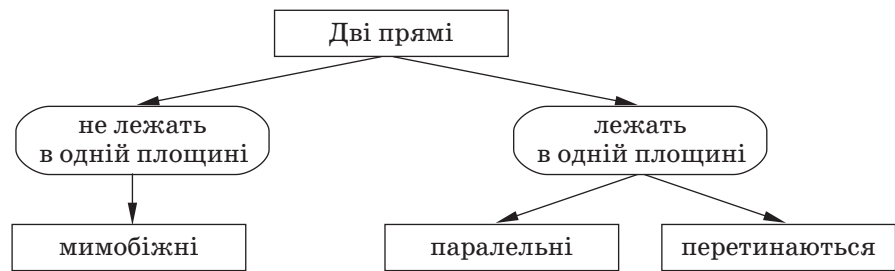 Дві прямі
не лежать
в одній площині
лежать
в одній площині
мимобіжні
паралельні
перетинаються